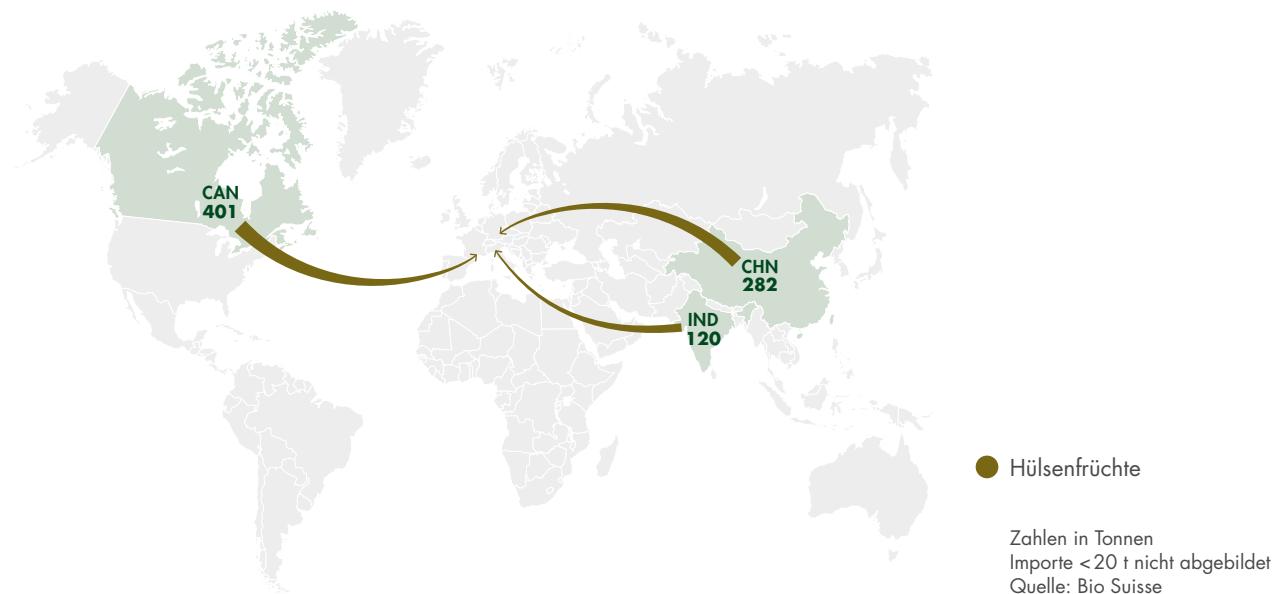 CAN
401
CHN
282
IND
120
Hülsenfrüchte
Zahlen in Tonnen
Importe <20 t nicht abgebildet
Quelle: Bio Suisse